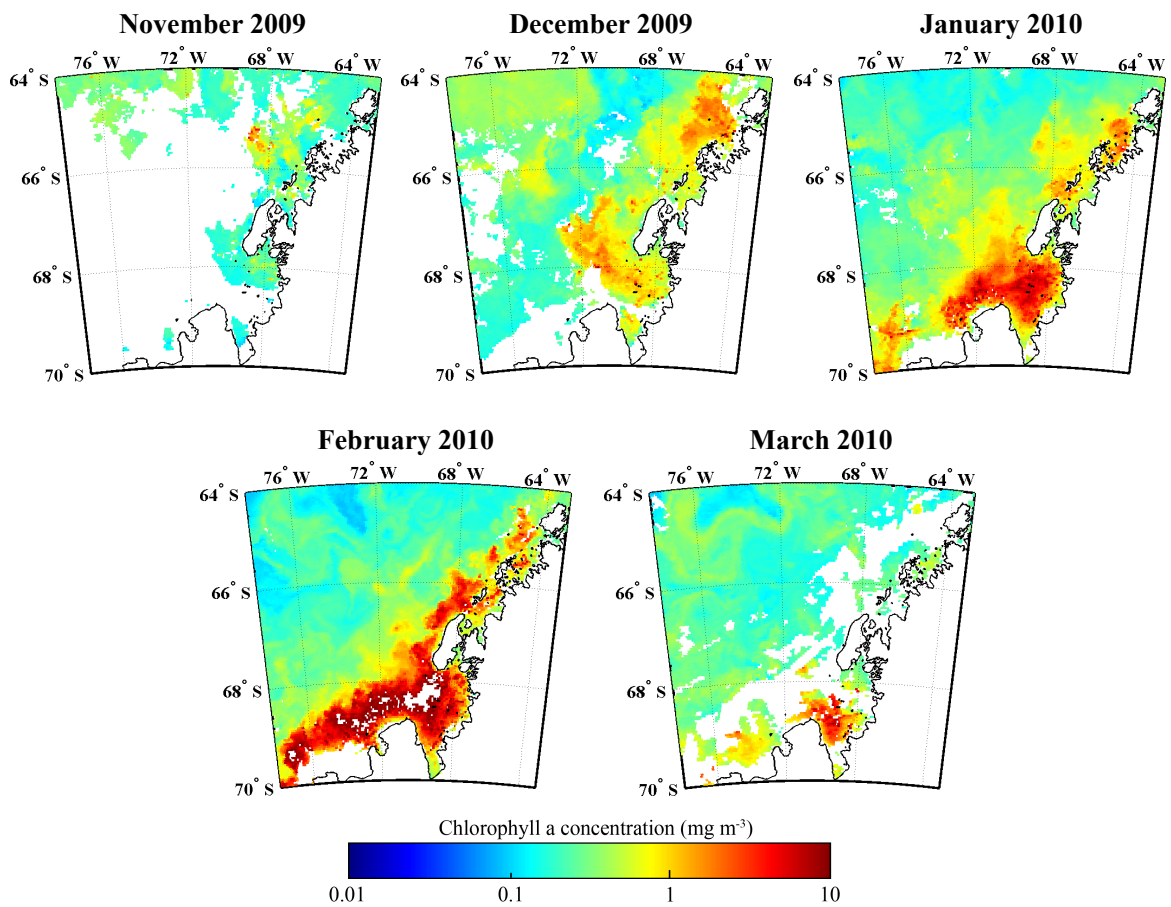 November 2009
December 2009
January 2010
76° W 72° W 68° W 64° W
64° S
66° S
68° S
70° S
76° W 72° W 68° W 64° W
64° S
66° S
68° S
70° S
76° W 72° W 68° W 64° W
64° S
66° S
68° S
70° S
February 2010
March 2010
76° W 72° W 68° W 64° W
64° S
66° S
68° S
70° S
76° W 72° W 68° W 64° W
64° S
66° S
68° S
70° S
Chlorophyll a concentration (mg m⁻³)
0.01 0.1 1 10